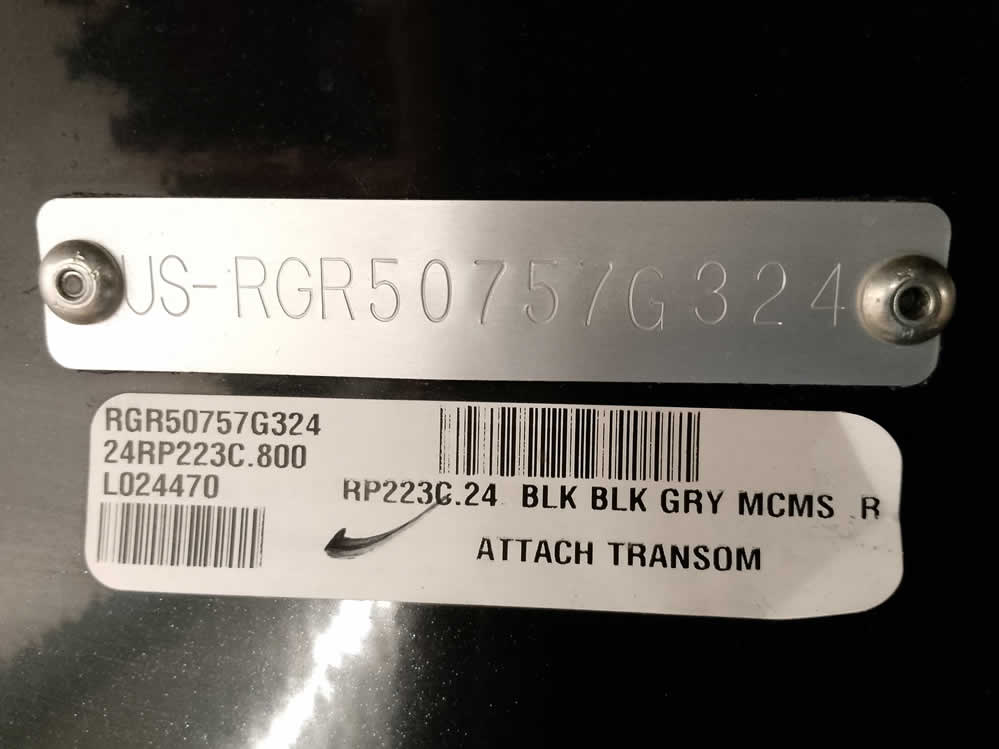 US-RGR50757G324
RGR50757G324
24RP223C.800
L024470
RP223C.24 BLK BLK GRY MCMS R
ATTACH TRANSOM